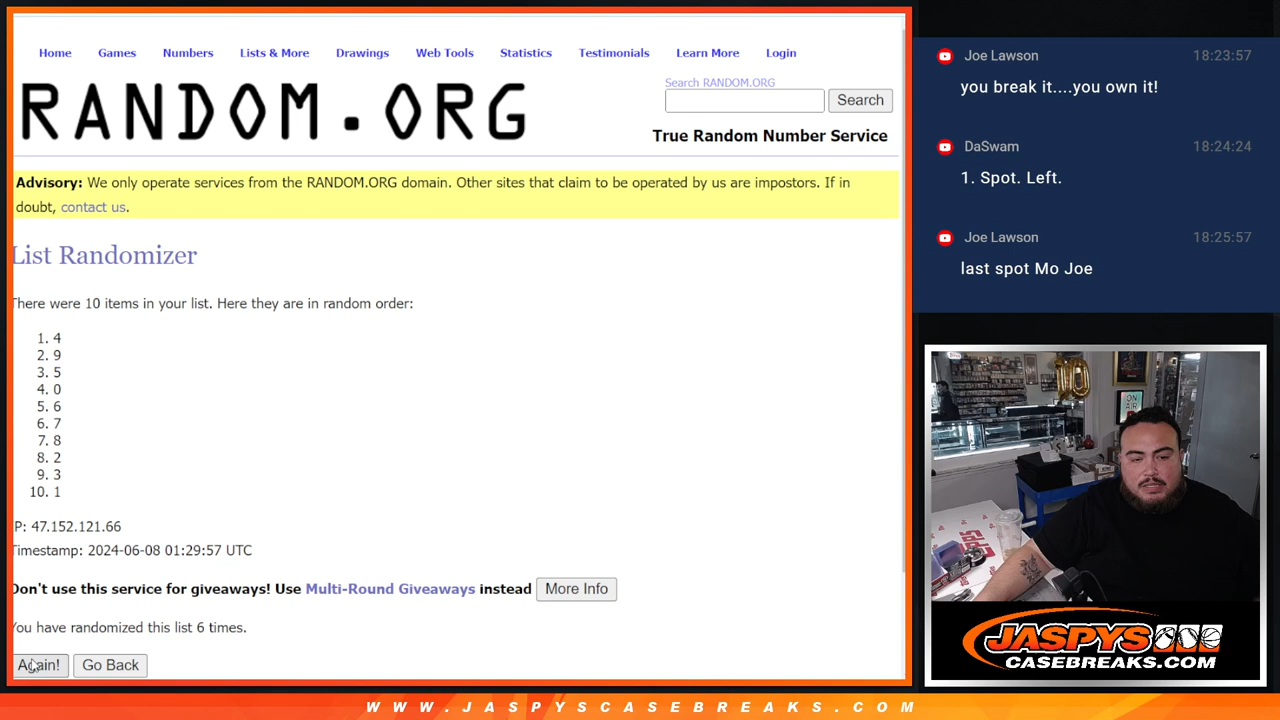 Home Games Numbers Lists & More Drawings Web Tools Statistics Testimonials Learn More Login
RANDOM.ORG
Search RANDOM.ORG
Search
True Random Number Service
Advisory: We only operate services from the RANDOM.ORG domain. Other sites that claim to be operated by us are impostors. If in
doubt, contact us.
List Randomizer
There were 10 items in your list. Here they are in random order:
1. 4
2. 9
3. 5
4. 0
5. 6
6. 7
7. 8
8. 2
9. 3
10. 1
IP: 47.152.121.66
Timestamp: 2024-06-08 01:29:57 UTC
Don't use this service for giveaways! Use Multi-Round Giveaways instead More Info
You have randomized this list 6 times.
Again! Go Back
Joe Lawson 18:23:57
you break it....you own it!
DaSwam 18:24:24
1. Spot. Left.
Joe Lawson 18:25:57
last spot Mo Joe
10
ON
AIR
JASPYS
CASEBREAKS.COM
WWW.JASPYSCASEBREAKS.COM